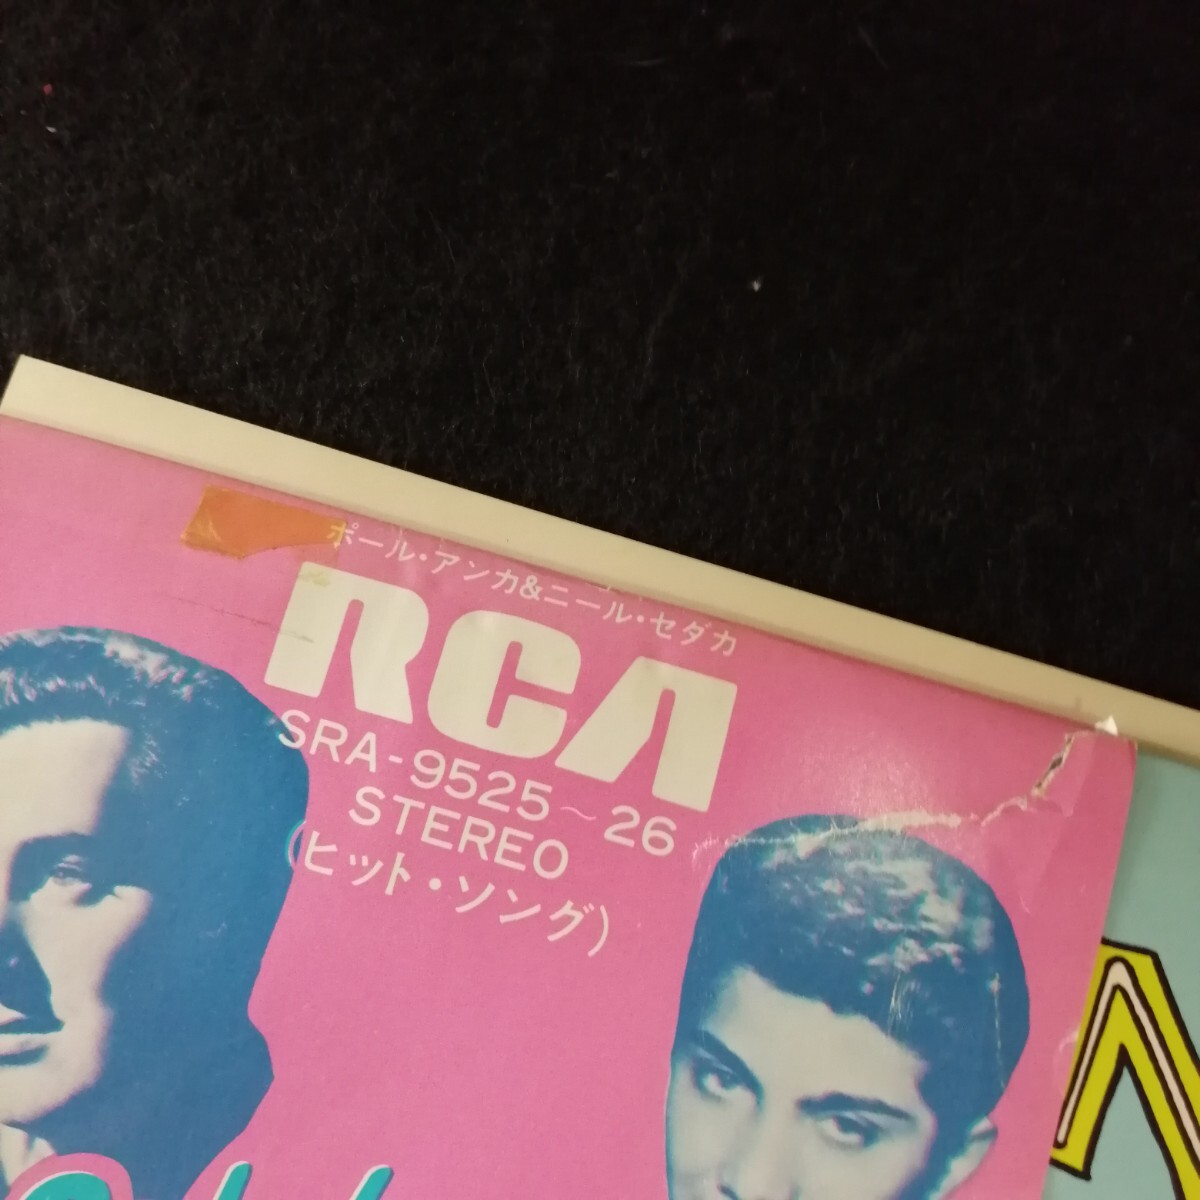 ポール・アンカ&ニール・セダカ
RCA
SRA-9525~26
STEREO
(ヒット・ソング)